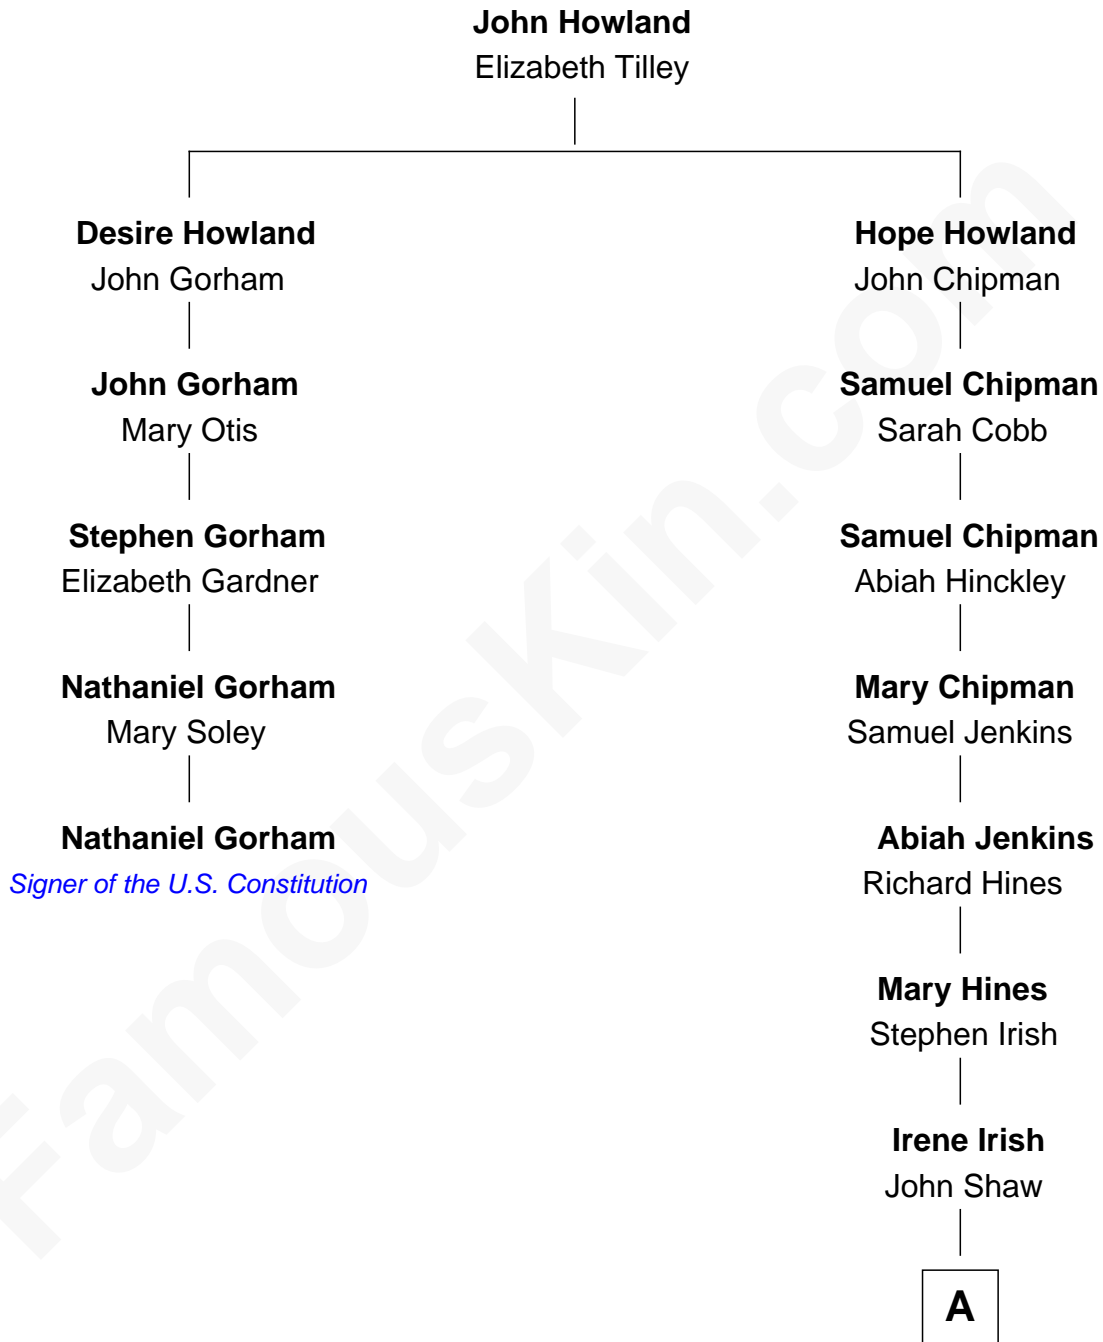 John Howland
Elizabeth Tilley
Desire Howland
John Gorham
Hope Howland
John Chipman
John Gorham
Mary Otis
Samuel Chipman
Sarah Cobb
Stephen Gorham
Elizabeth Gardner
Samuel Chipman
Abiah Hinckley
Nathaniel Gorham
Mary Soley
Mary Chipman
Samuel Jenkins
Nathaniel Gorham
Signer of the U.S. Constitution
Abiah Jenkins
Richard Hines
Mary Hines
Stephen Irish
Irene Irish
John Shaw
A
FamousKin.com